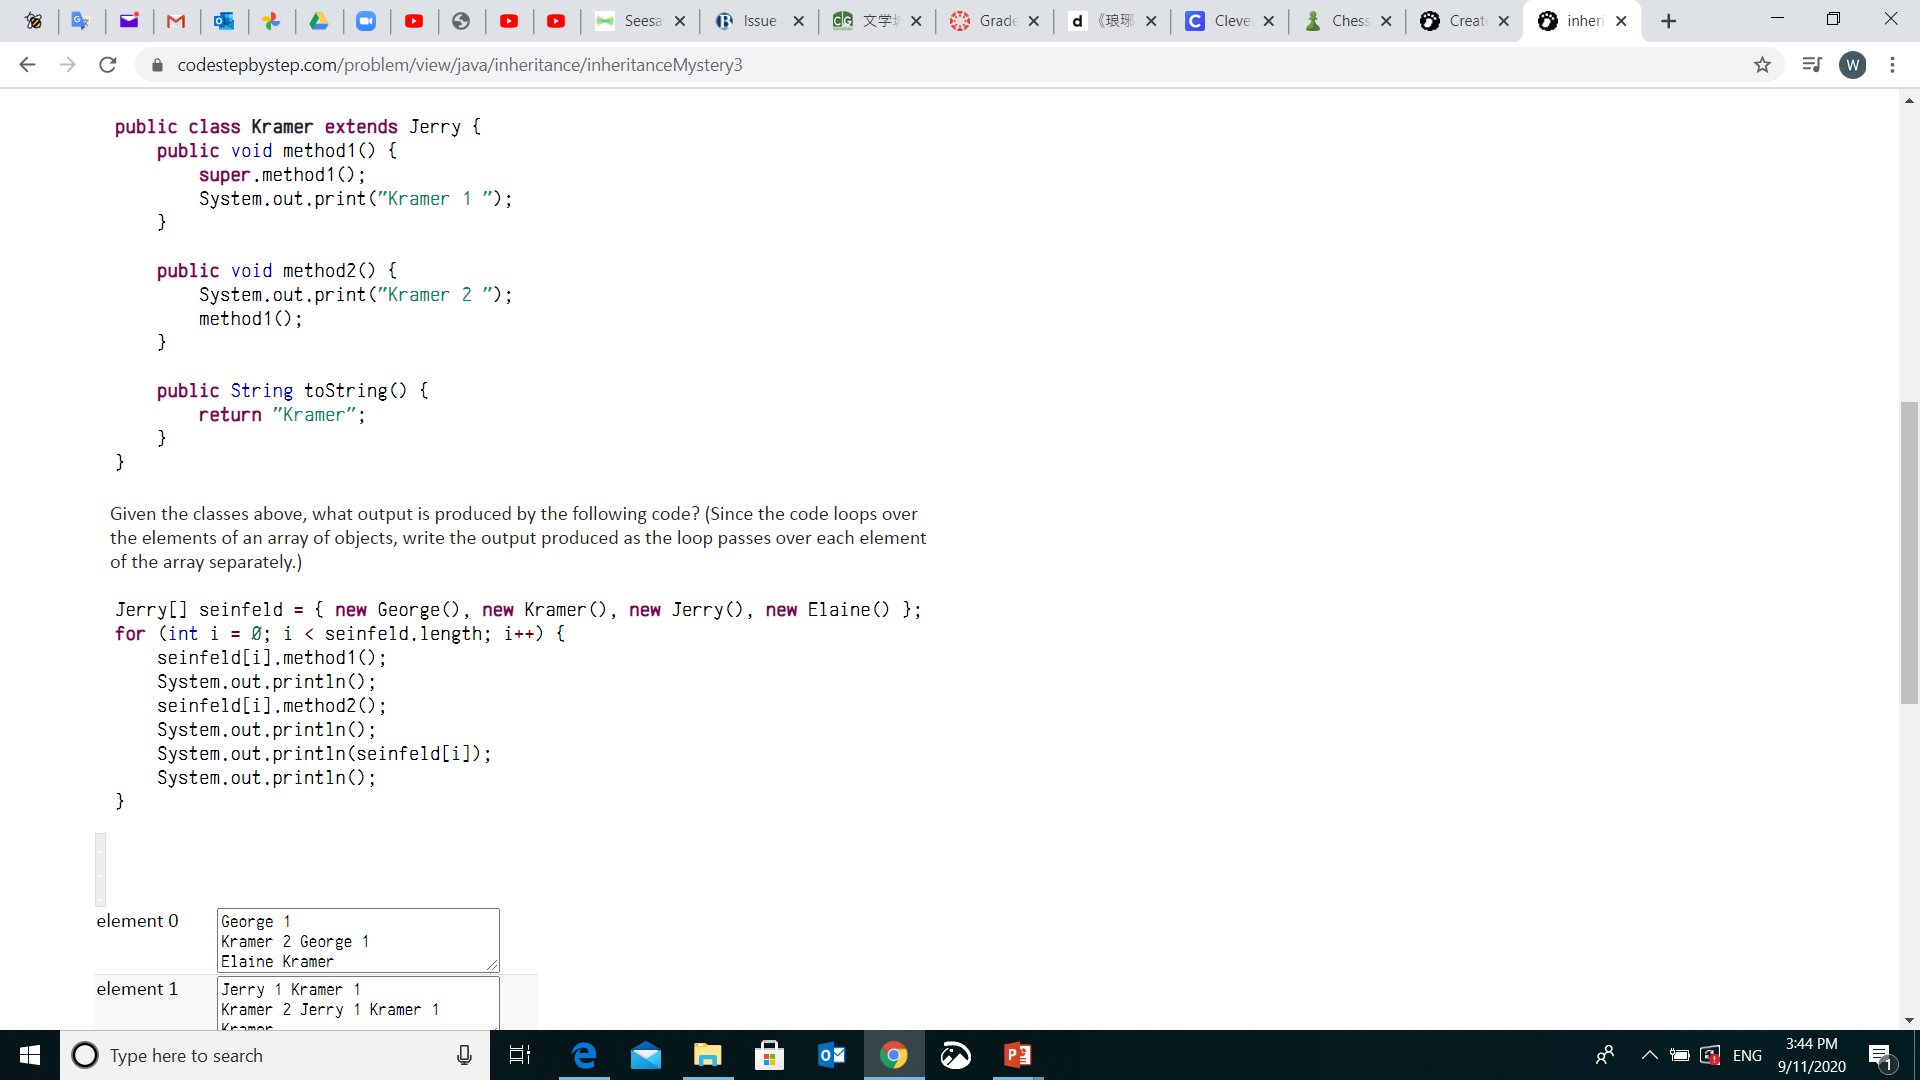 Seesa
Issue
文学
Grade
《琅琊
Cleve
Chess
Creat
inheri
codestepbystep.com/problem/view/java/inheritance/inheritanceMystery3
W
public class Kramer extends Jerry {
public void method1() {
super.method1();
System.out.print("Kramer 1 ");
}
public void method2() {
System.out.print("Kramer 2 ");
method1();
}
public String toString() {
return "Kramer";
}
}
Given the classes above, what output is produced by the following code? (Since the code loops over
the elements of an array of objects, write the output produced as the loop passes over each element
of the array separately.)
Jerry[] seinfeld = { new George(), new Kramer(), new Jerry(), new Elaine() };
for (int i = 0; i < seinfeld.length; i++) {
seinfeld[i].method1();
System.out.println();
seinfeld[i].method2();
System.out.println();
System.out.println(seinfeld[i]);
System.out.println();
}
element 0
George 1
Kramer 2 George 1
Elaine Kramer
element 1
Jerry 1 Kramer 1
Kramer 2 Jerry 1 Kramer 1
Kramer
Type here to search
ENG
3:44 PM
9/11/2020
1